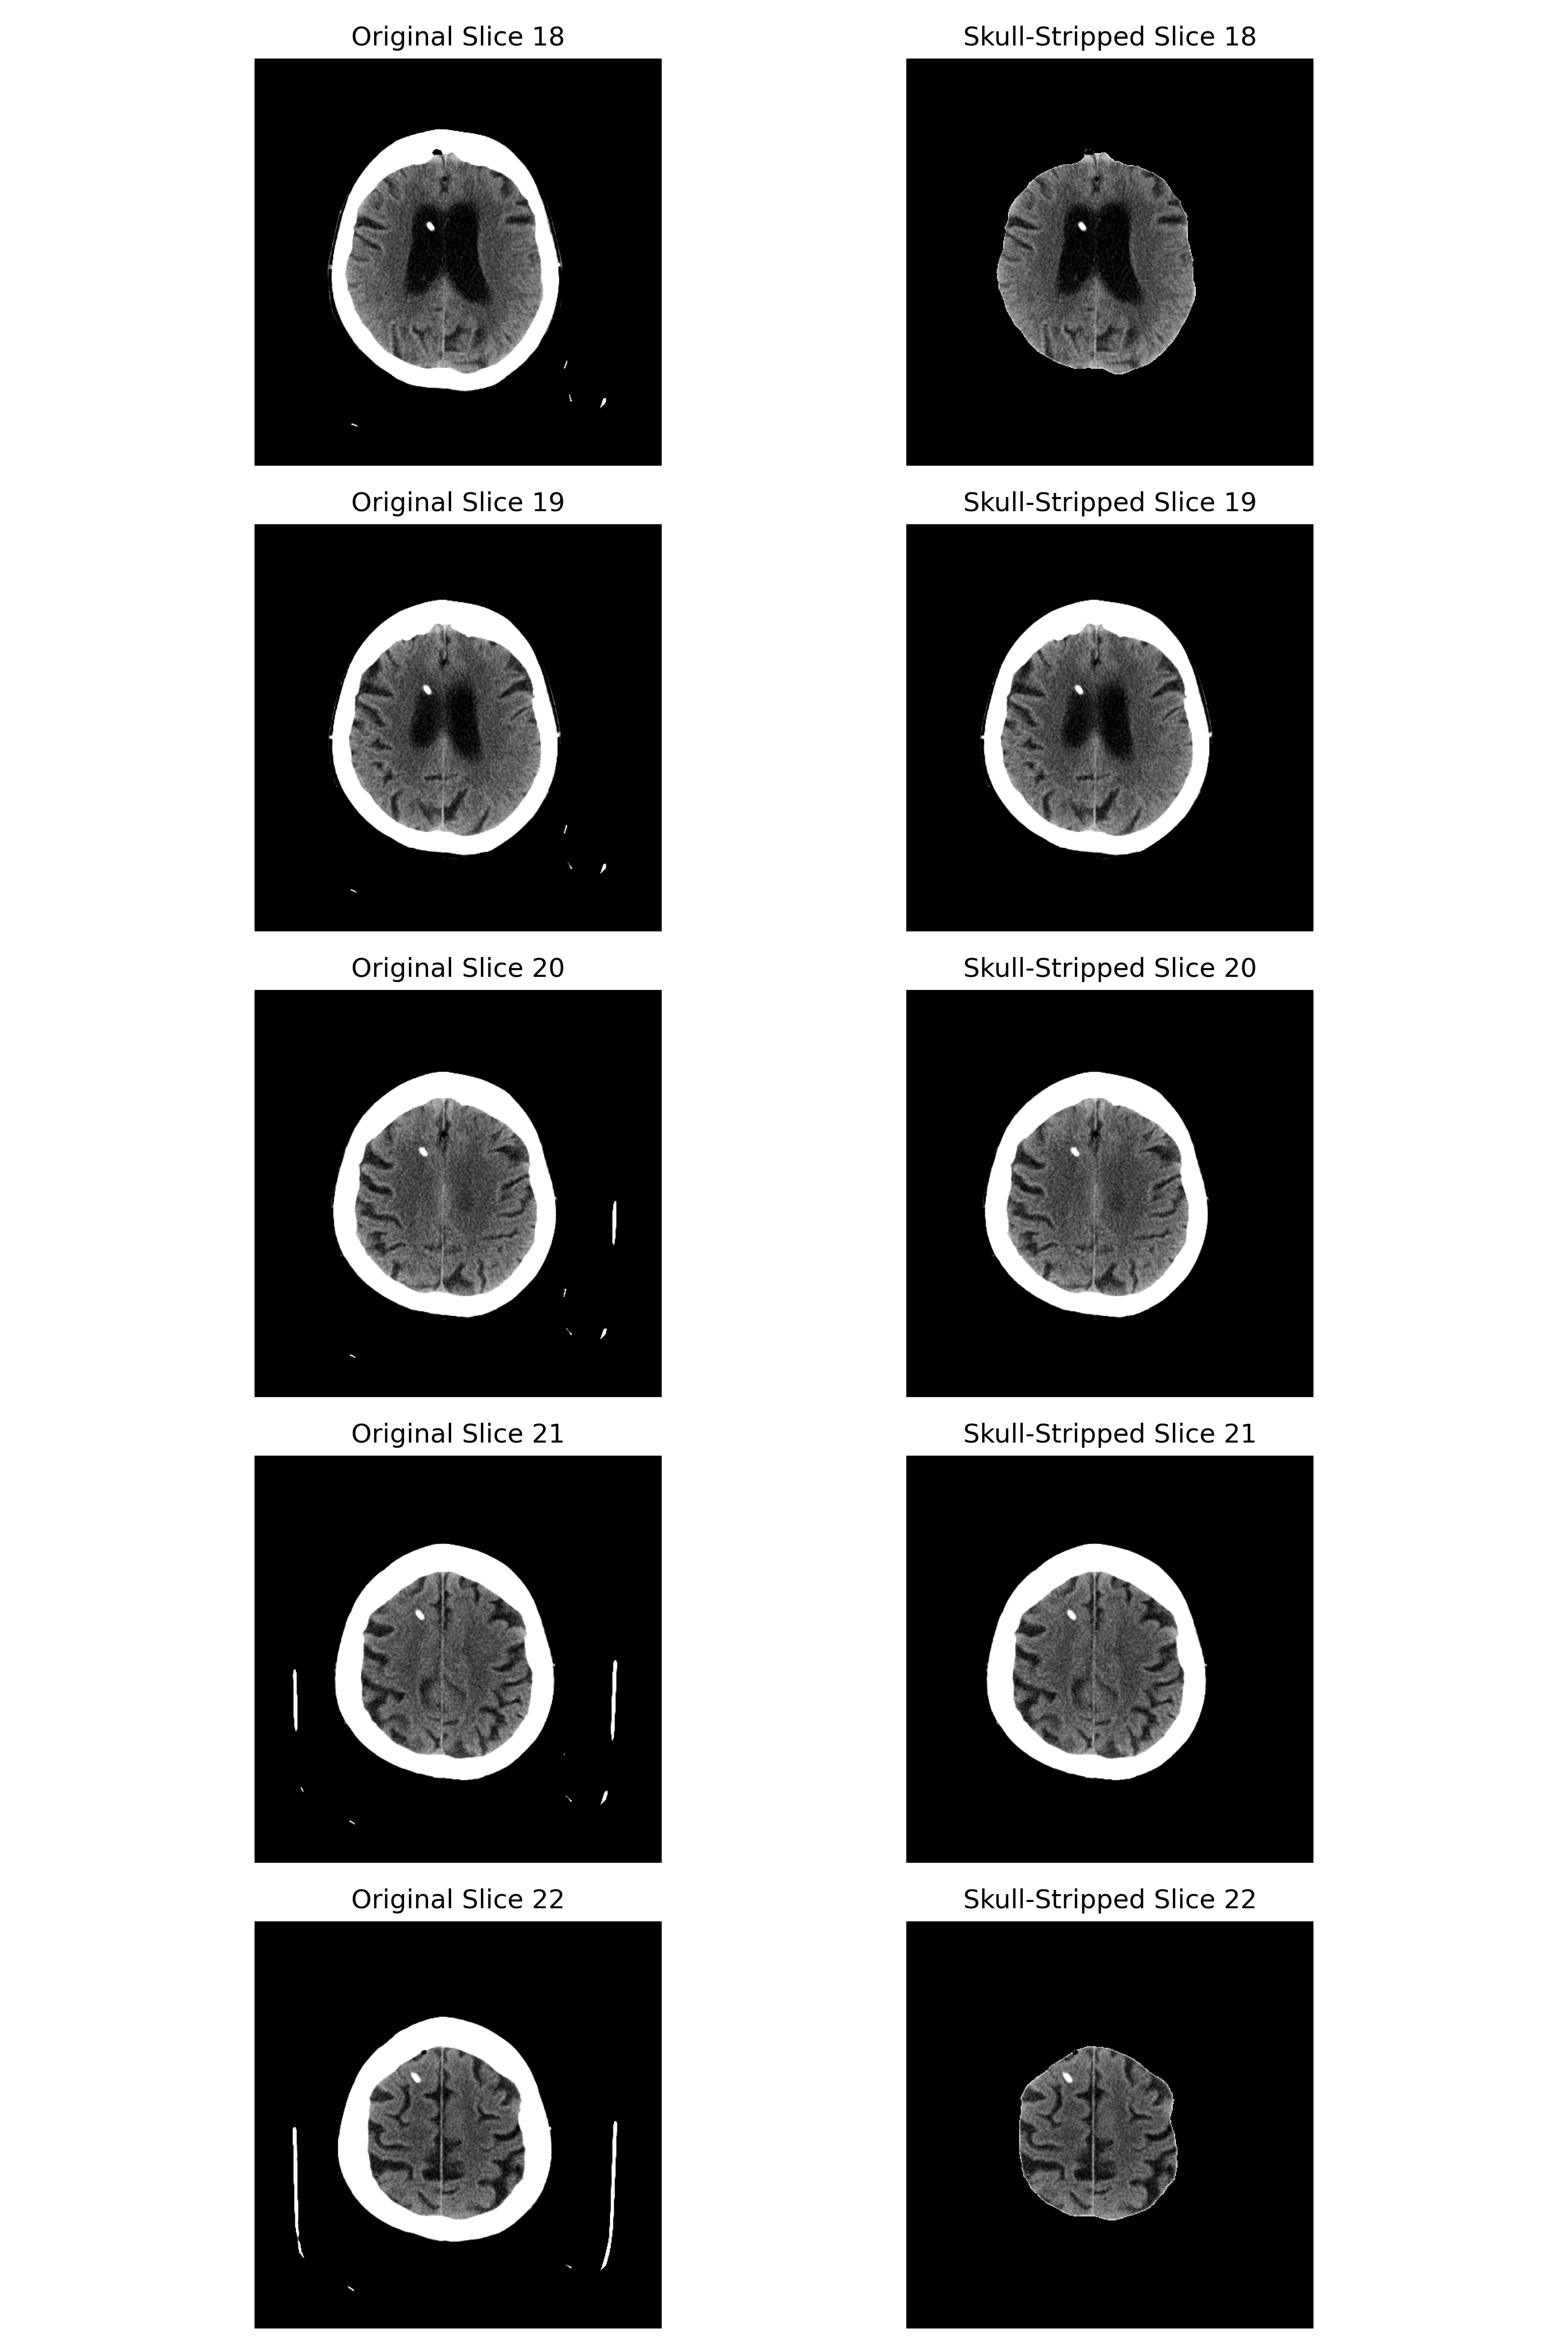 Original Slice 18
Skull-Stripped Slice 18
Original Slice 19
Skull-Stripped Slice 19
Original Slice 20
Skull-Stripped Slice 20
Original Slice 21
Skull-Stripped Slice 21
Original Slice 22
Skull-Stripped Slice 22